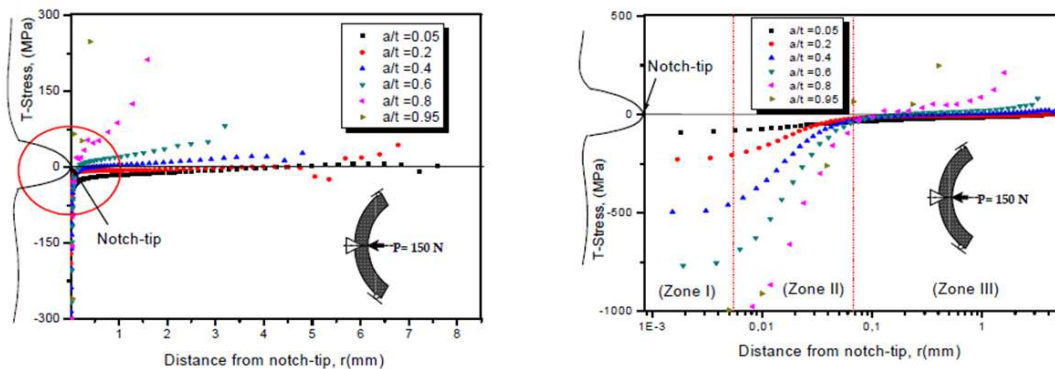 T-Stress, (MPa)
300
150
0
-150
-300
a/t =0.05
a/t =0.2
a/t =0.4
a/t =0.6
a/t =0.8
a/t =0.95
Notch-tip
P= 150 N
1 2 3 4 5 6 7 8
Distance from notch-tip, r(mm)
T-Stress, (MPa)
500
0
-500
-1000
Notch-tip
a/t =0.05
a/t =0.2
a/t =0.4
a/t =0.6
a/t =0.8
a/t =0.95
P= 150 N
(Zone I) (Zone II) (Zone III)
1E-3 0,01 0,1 1
Distance from notch-tip, r(mm)